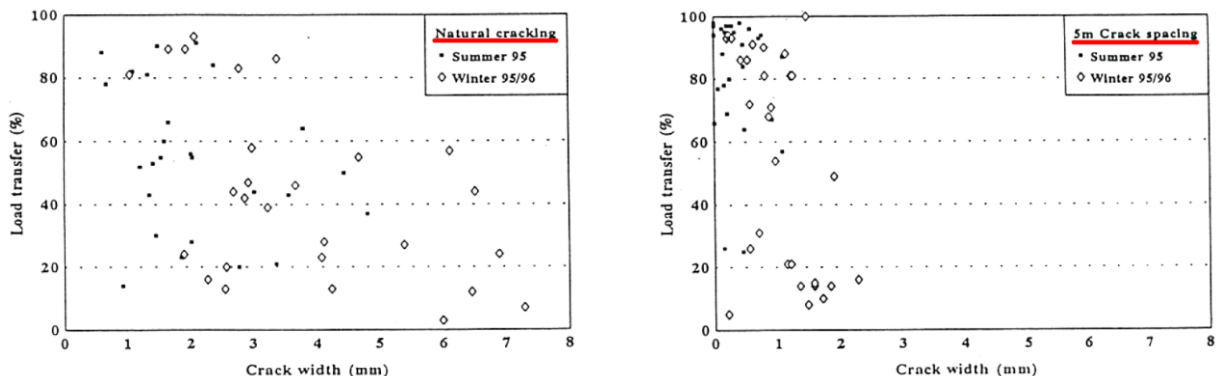 100
80
60
40
20
0
Load transfer (%)
0 1 2 3 4 5 6 7 8
Crack width (mm)
Natural cracking
Summer 95
Winter 95/96
100
80
60
40
20
0
Load transfer (%)
0 1 2 3 4 5 6 7 8
Crack width (mm)
5m Crack spacing
Summer 95
Winter 95/96